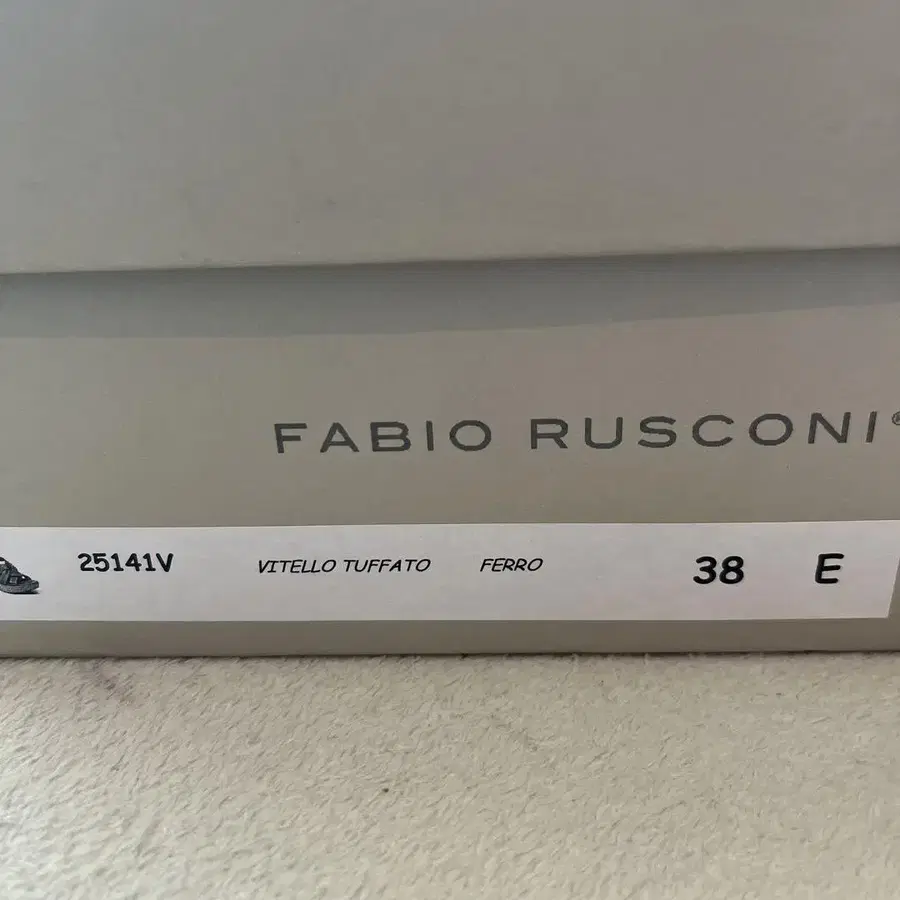 FABIO RUSCONI®
25141V VITELLO TUFFATO FERRO 38 E